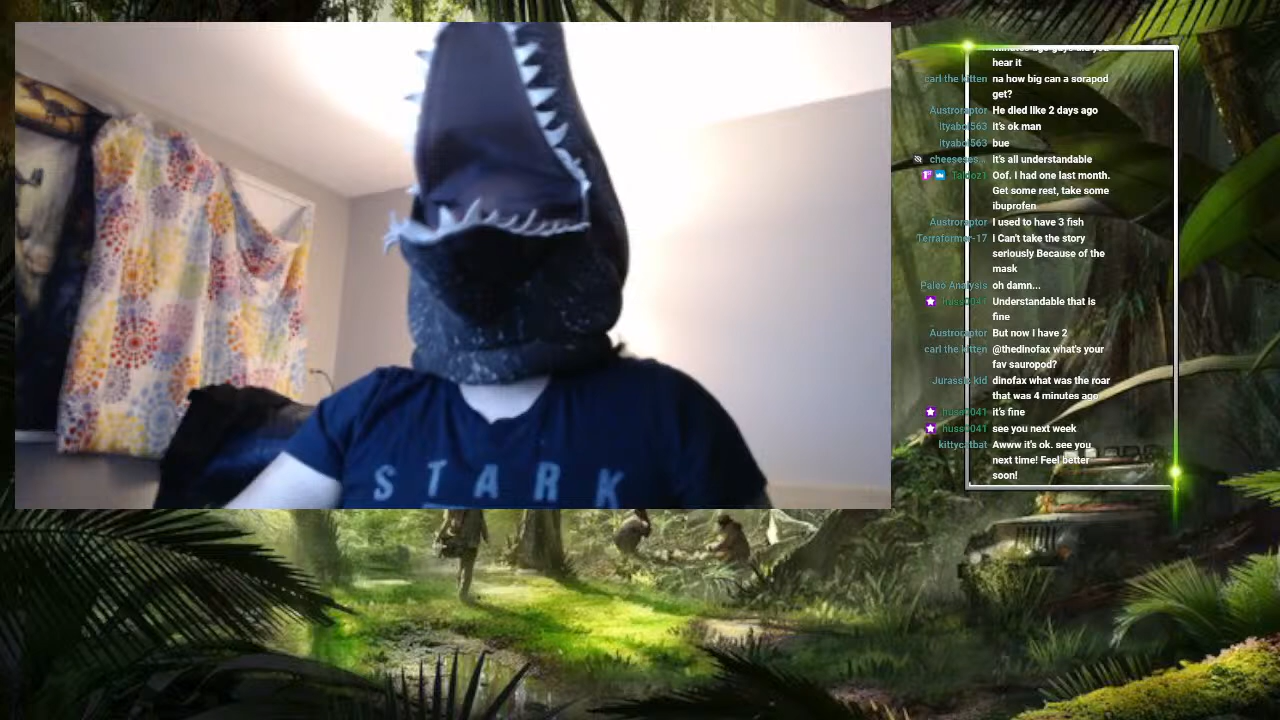 STARK
hear it
carl the kitten na how big can a sorapod
get?
Austroraptor He died like 2 days ago
it's ok man
bue
cheeseses... it's all understandable
Oof. I had one last month.
Get some rest, take some
ibuprofen
Austroraptor I used to have 3 fish
Terraformer-17 I Can't take the story
seriously Because of the
mask
Paleo Analysis oh damn...
Understandable that is
fine
Austroraptor But now I have 2
carl the kitten @thedinofax what's your
fav sauropod?
Jurassic kid dinofax what was the roar
that was 4 minutes ago
it's fine
see you next week
kittycatbat Awww it's ok. see you
next time! Feel better
soon!